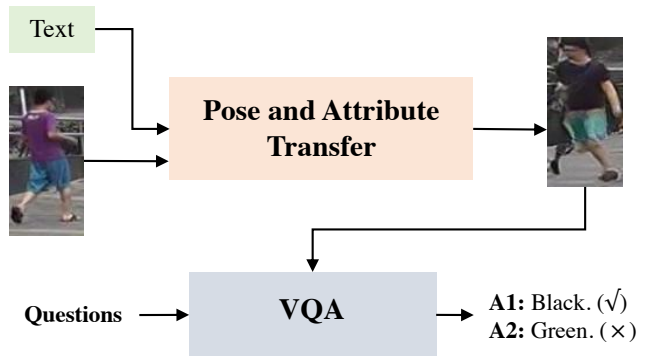 Text
Pose and Attribute
Transfer
Questions
VQA
A1: Black. (√)
A2: Green. (×)